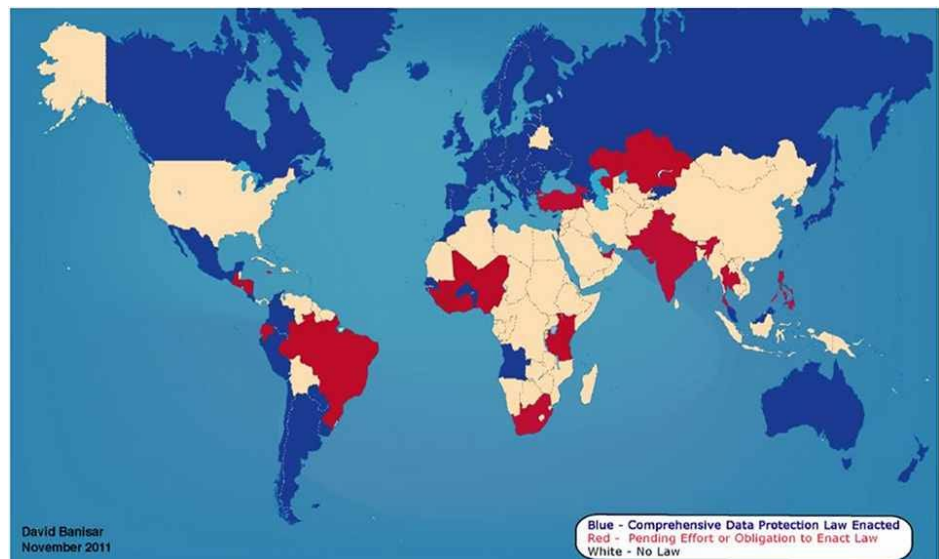 David Banisar
November 2011
Blue - Comprehensive Data Protection Law Enacted
Red - Pending Effort or Obligation to Enact Law
White - No Law